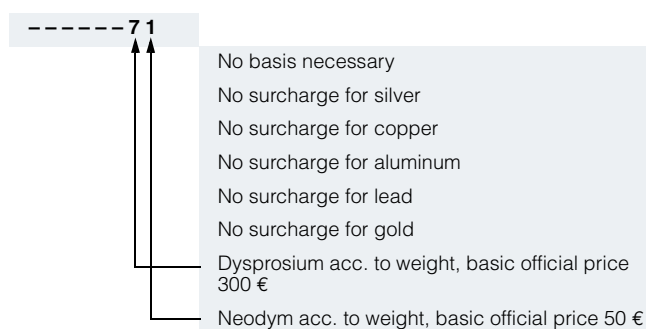 – – – – – – 7 1
No basis necessary
No surcharge for silver
No surcharge for copper
No surcharge for aluminum
No surcharge for lead
No surcharge for gold
Dysprosium acc. to weight, basic official price
300 €
Neodym acc. to weight, basic official price 50 €